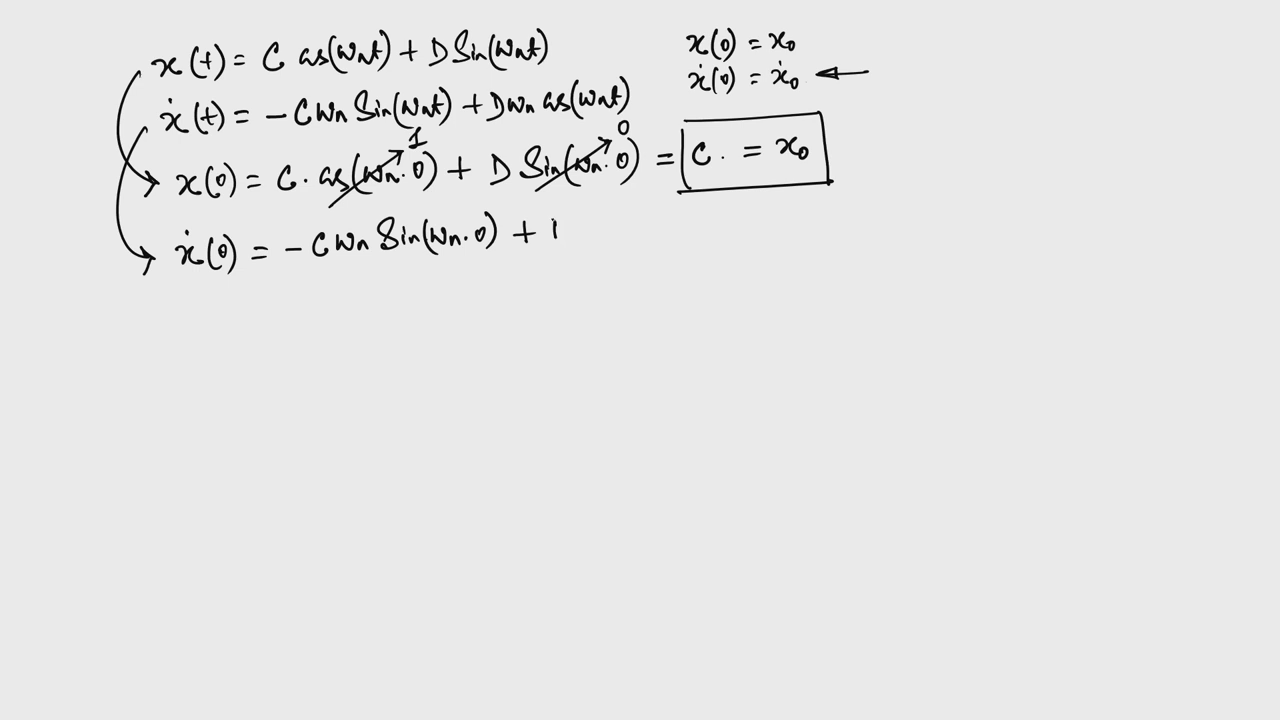 x(t) = C cos(ωnt) + D Sin(ωnt)
x(0) = x₀
ẋ(t) = -Cωn Sin(ωnt) + Dωn cos(ωnt)
ẋ(0) = ẋ₀
x(0) = C. cos(ωn.0) 1 + D Sin(ωn.0) 0 = C. = x₀
ẋ(0) = -Cωn Sin(ωn.0) +